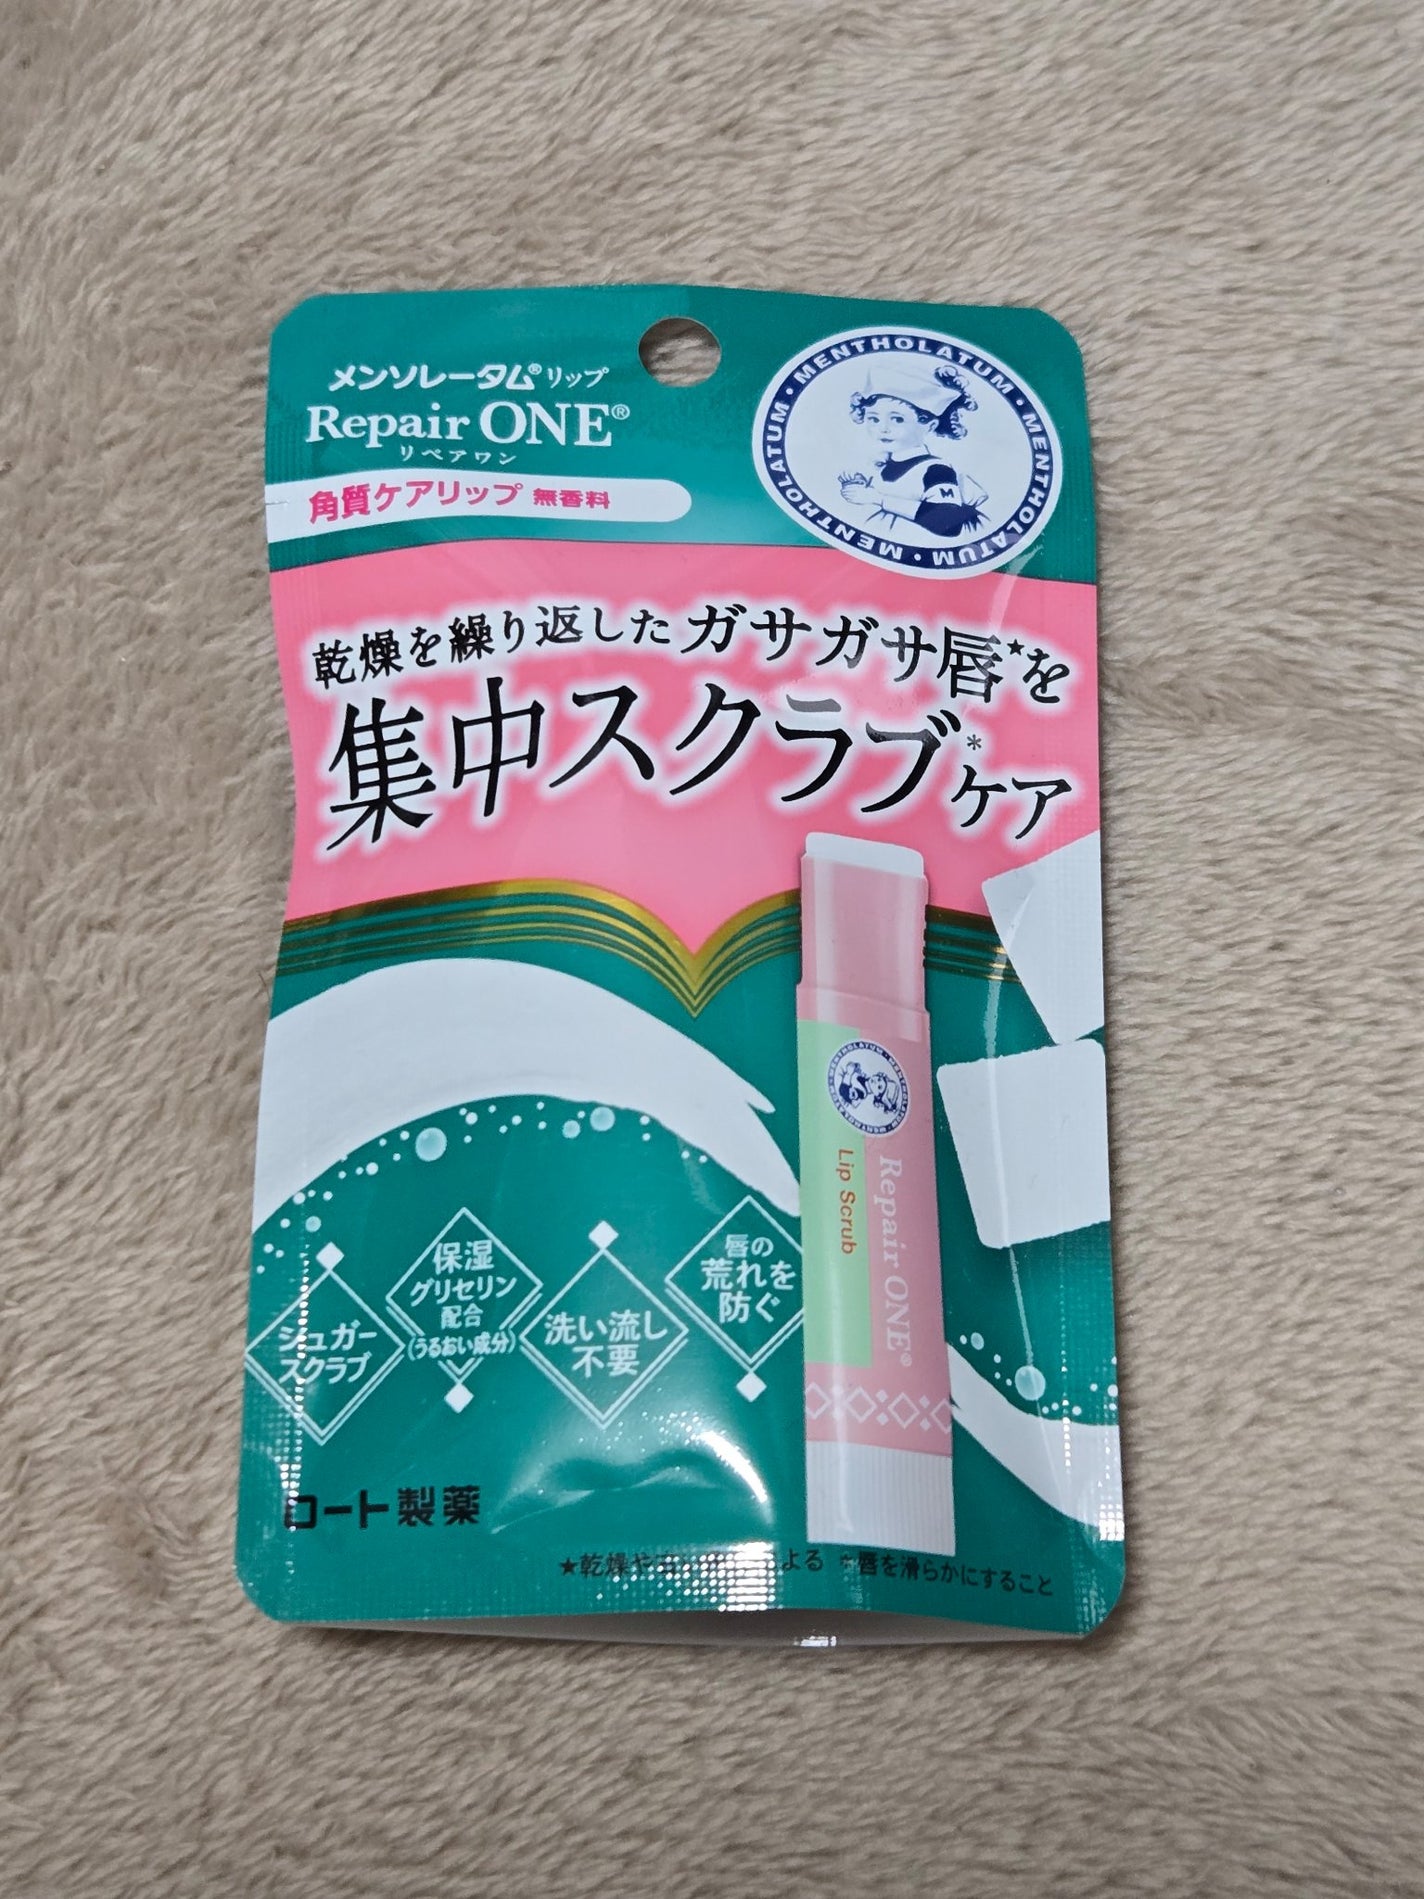 メンソレータム®リップ
Repair ONE®
リペアワン
角質ケアリップ 無香料
MENTHOLATUM・MENTHOLATUM・MENTHOLATUM・MENTHOLATUM・
M
乾燥を繰り返したガサガサ唇★を
集中スクラブ*ケア
MENTHOLATUM
Repair ONE®
Lip Scrub
シュガー
スクラブ
保湿
グリセリン
配合
(うるおい成分)
洗い流し
不要
唇の
荒れを
防ぐ
ロート製薬
★乾燥や よる *唇を滑らかにすること